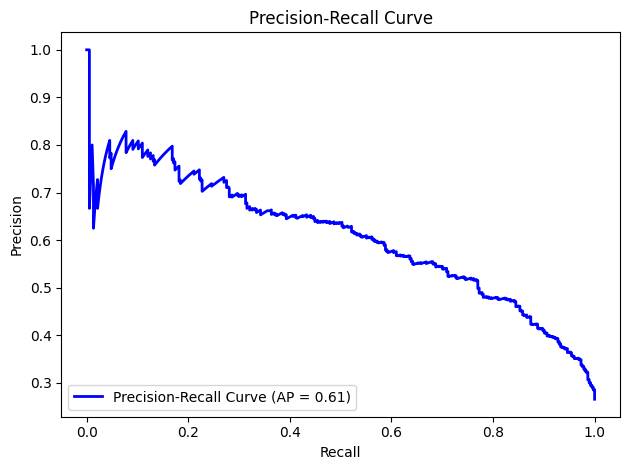 Precision-Recall Curve
1.0
0.9
0.8
0.7
0.6
0.5
0.4
0.3
Precision
Precision-Recall Curve (AP = 0.61)
0.0 0.2 0.4 0.6 0.8 1.0
Recall